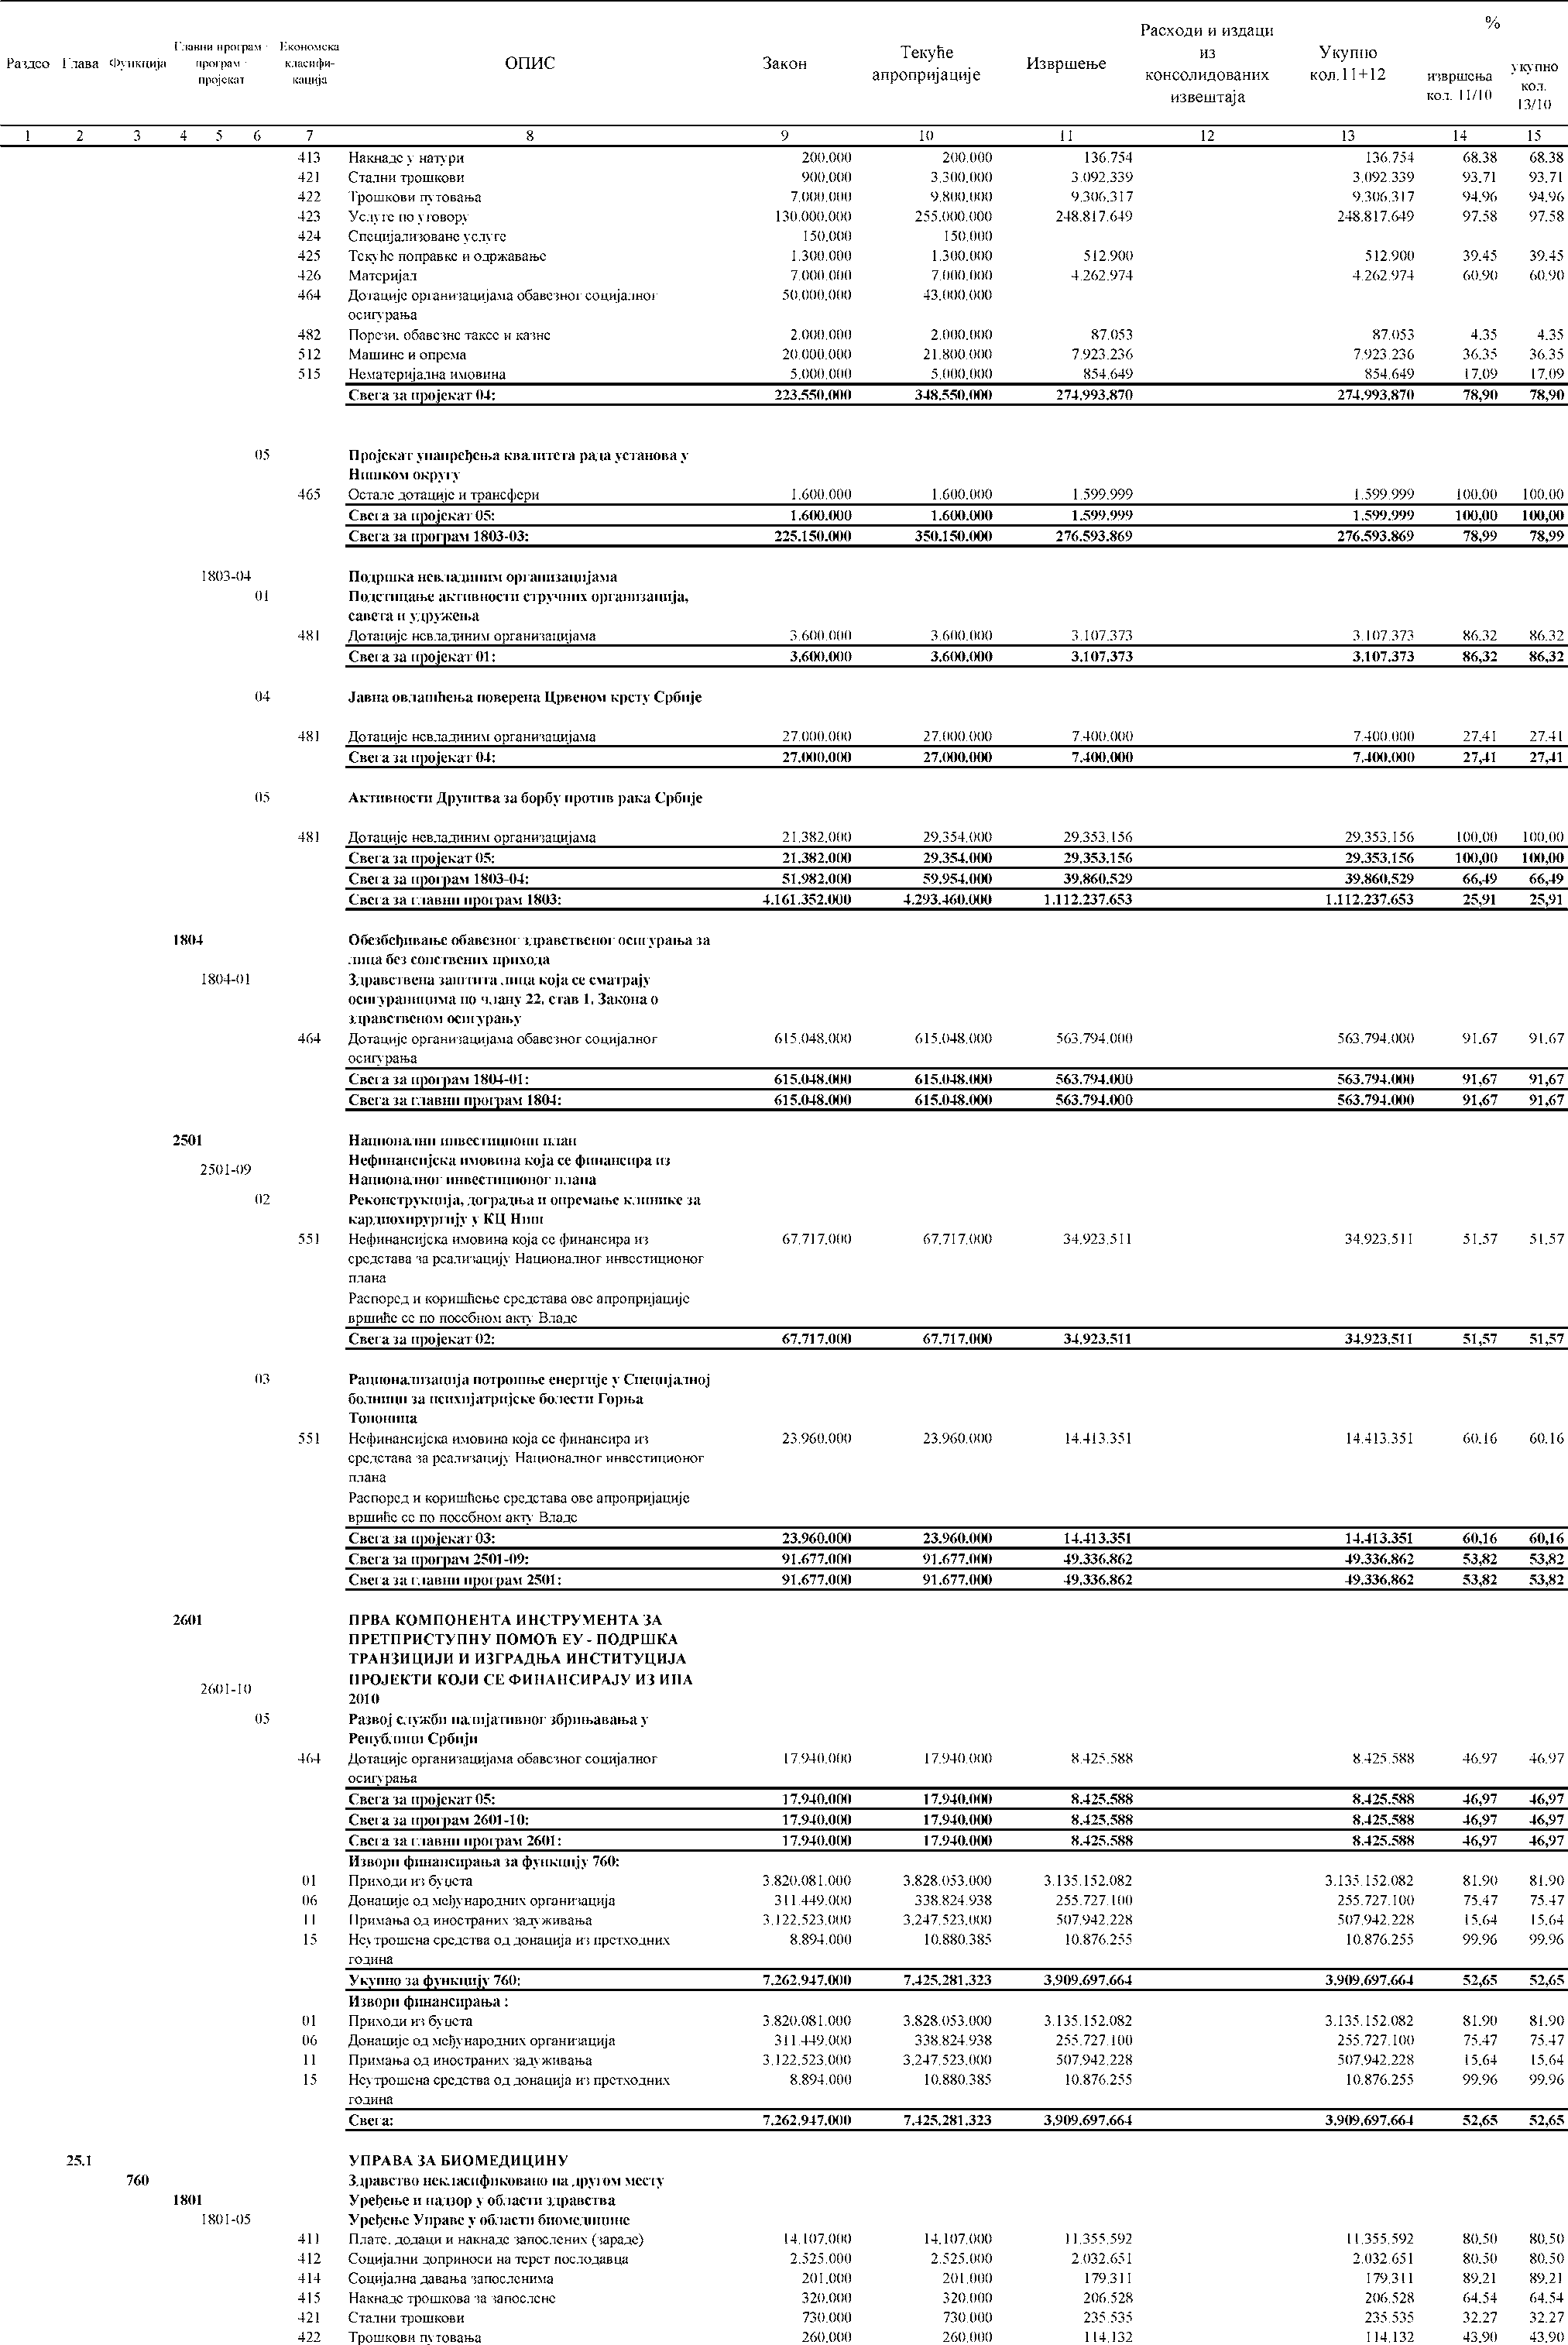 %
Раздео Глава Функција Главни програм - програм - пројекат Економска класифи- кација ОПИС Закон Текуће апропријације Извршење Расходи и издаци из консолидованих извештаја Укупно кол.11+12 извршења кол. 11/10 укупно кол. 13/10
1 2 3 4 5 6 7 8 9 10 11 12 13 14 15
413 Накнаде у натури 200.000 200.000 136.754 136.754 68,38 68,38
421 Стални трошкови 900.000 3.300.000 3.092.339 3.092.339 93,71 93,71
422 Трошкови путовања 7.000.000 9.800.000 9.306.317 9.306.317 94,96 94,96
423 Услуге по уговору 130.000.000 255.000.000 248.817.649 248.817.649 97,58 97,58
424 Специјализоване услуге 150.000 150.000
425 Текуће поправке и одржавање 1.300.000 1.300.000 512.900 512.900 39,45 39,45
426 Материјал 7.000.000 7.000.000 4.262.974 4.262.974 60,90 60,90
464 Дотације организацијама обавезног социјалног 50.000.000 43.000.000
осигурања
482 Порези, обавезне таксе и казне 2.000.000 2.000.000 87.053 87.053 4,35 4,35
512 Машине и опрема 20.000.000 21.800.000 7.923.236 7.923.236 36,35 36,35
515 Нематеријална имовина 5.000.000 5.000.000 854.649 854.649 17,09 17,09
Свега за пројекат 04: 223.550.000 348.550.000 274.993.870 274.993.870 78,90 78,90
05 Пројекат унапређења квалитета рада установа у
Нишком округу
465 Остале дотације и трансфери 1.600.000 1.600.000 1.599.999 1.599.999 100,00 100,00
Свега за пројекат 05: 1.600.000 1.600.000 1.599.999 1.599.999 100,00 100,00
Свега за програм 1803-03: 225.150.000 350.150.000 276.593.869 276.593.869 78,99 78,99
1803-04 Подршка невладиним организацијама
01 Подстицање активности стручних организација,
савета и удружења
481 Дотације невладиним организацијама 3.600.000 3.600.000 3.107.373 3.107.373 86,32 86,32
Свега за пројекат 01: 3.600.000 3.600.000 3.107.373 3.107.373 86,32 86,32
04 Јавна овлашћења поверена Црвеном крсту Србије
481 Дотације невладиним организацијама 27.000.000 27.000.000 7.400.000 7.400.000 27,41 27,41
Свега за пројекат 04: 27.000.000 27.000.000 7.400.000 7.400.000 27,41 27,41
05 Активности Друштва за борбу против рака Србије
481 Дотације невладиним организацијама 21.382.000 29.354.000 29.353.156 29.353.156 100,00 100,00
Свега за пројекат 05: 21.382.000 29.354.000 29.353.156 29.353.156 100,00 100,00
Свега за програм 1803-04: 51.982.000 59.954.000 39.860.529 39.860.529 66,49 66,49
Свега за главни програм 1803: 4.161.352.000 4.293.460.000 1.112.237.653 1.112.237.653 25,91 25,91
1804 Обезбеђивање обавезног здравственог осигурања за
лица без сопствених прихода
1804-01 Здравствена заштита лица која се сматрају
осигураницима по члану 22. став 1. Закона о
здравственом осигурању
464 Дотације организацијама обавезног социјалног 615.048.000 615.048.000 563.794.000 563.794.000 91,67 91,67
осигурања
Свега за програм 1804-01: 615.048.000 615.048.000 563.794.000 563.794.000 91,67 91,67
Свега за главни програм 1804: 615.048.000 615.048.000 563.794.000 563.794.000 91,67 91,67
2501 Национални инвестициони план
2501-09 Нефинансијска имовина која се финансира из
Националног инвестиционог плана
02 Реконструкција, доградња и опремање клинике за
кардиохирургију у КЦ Ниш
551 Нефинансијска имовина која се финансира из 67.717.000 67.717.000 34.923.511 34.923.511 51,57 51,57
средстава за реализацију Националног инвестиционог
плана
Распоред и коришћење средстава ове апропријације
вршиће се по посебном акту Владе
Свега за пројекат 02: 67.717.000 67.717.000 34.923.511 34.923.511 51,57 51,57
03 Рационализација потрошње енергије у Специјалној
болници за психијатријске болести Горња
Топоница
551 Нефинансијска имовина која се финансира из 23.960.000 23.960.000 14.413.351 14.413.351 60,16 60,16
средстава за реализацију Националног инвестиционог
плана
Распоред и коришћење средстава ове апропријације
вршиће се по посебном акту Владе
Свега за пројекат 03: 23.960.000 23.960.000 14.413.351 14.413.351 60,16 60,16
Свега за програм 2501-09: 91.677.000 91.677.000 49.336.862 49.336.862 53,82 53,82
Свега за главни програм 2501: 91.677.000 91.677.000 49.336.862 49.336.862 53,82 53,82
2601 ПРВА КОМПОНЕНТА ИНСТРУМЕНТА ЗА
ПРЕТПРИСТУПНУ ПОМОЋ ЕУ - ПОДРШКА
ТРАНЗИЦИЈИ И ИЗГРАДЊА ИНСТИТУЦИЈА
2601-10 ПРОЈЕКТИ КОЈИ СЕ ФИНАНСИРАЈУ ИЗ ИПА
2010
05 Развој служби палијативног збрињавања у
Републици Србији
464 Дотације организацијама обавезног социјалног 17.940.000 17.940.000 8.425.588 8.425.588 46,97 46,97
осигурања
Свега за пројекат 05: 17.940.000 17.940.000 8.425.588 8.425.588 46,97 46,97
Свега за програм 2601-10: 17.940.000 17.940.000 8.425.588 8.425.588 46,97 46,97
Свега за главни програм 2601: 17.940.000 17.940.000 8.425.588 8.425.588 46,97 46,97
Извори финансирања за функцију 760:
01 Приходи из буџета 3.820.081.000 3.828.053.000 3.135.152.082 3.135.152.082 81,90 81,90
06 Донације од међународних организација 311.449.000 338.824.938 255.727.100 255.727.100 75,47 75,47
11 Примања од иностраних задуживања 3.122.523.000 3.247.523.000 507.942.228 507.942.228 15,64 15,64
15 Неутрошена средства од донација из претходних 8.894.000 10.880.385 10.876.255 10.876.255 99,96 99,96
година
Укупно за функцију 760: 7.262.947.000 7.425.281.323 3.909.697.664 3.909.697.664 52,65 52,65
Извори финансирања :
01 Приходи из буџета 3.820.081.000 3.828.053.000 3.135.152.082 3.135.152.082 81,90 81,90
06 Донације од међународних организација 311.449.000 338.824.938 255.727.100 255.727.100 75,47 75,47
11 Примања од иностраних задуживања 3.122.523.000 3.247.523.000 507.942.228 507.942.228 15,64 15,64
15 Неутрошена средства од донација из претходних 8.894.000 10.880.385 10.876.255 10.876.255 99,96 99,96
година
Свега: 7.262.947.000 7.425.281.323 3.909.697.664 3.909.697.664 52,65 52,65
25.1 УПРАВА ЗА БИОМЕДИЦИНУ
760 Здравство некласификовано на другом месту
1801 Уређење и надзор у области здравства
1801-05 Уређење Управе у области биомедицине
411 Плате, додаци и накнаде запослених (зараде) 14.107.000 14.107.000 11.355.592 11.355.592 80,50 80,50
412 Социјални доприноси на терет послодавца 2.525.000 2.525.000 2.032.651 2.032.651 80,50 80,50
414 Социјална давања запосленима 201.000 201.000 179.311 179.311 89,21 89,21
415 Накнаде трошкова за запослене 320.000 320.000 206.528 206.528 64,54 64,54
421 Стални трошкови 730.000 730.000 235.535 235.535 32,27 32,27
422 Трошкови путовања 260.000 260.000 114.132 114.132 43,90 43,90